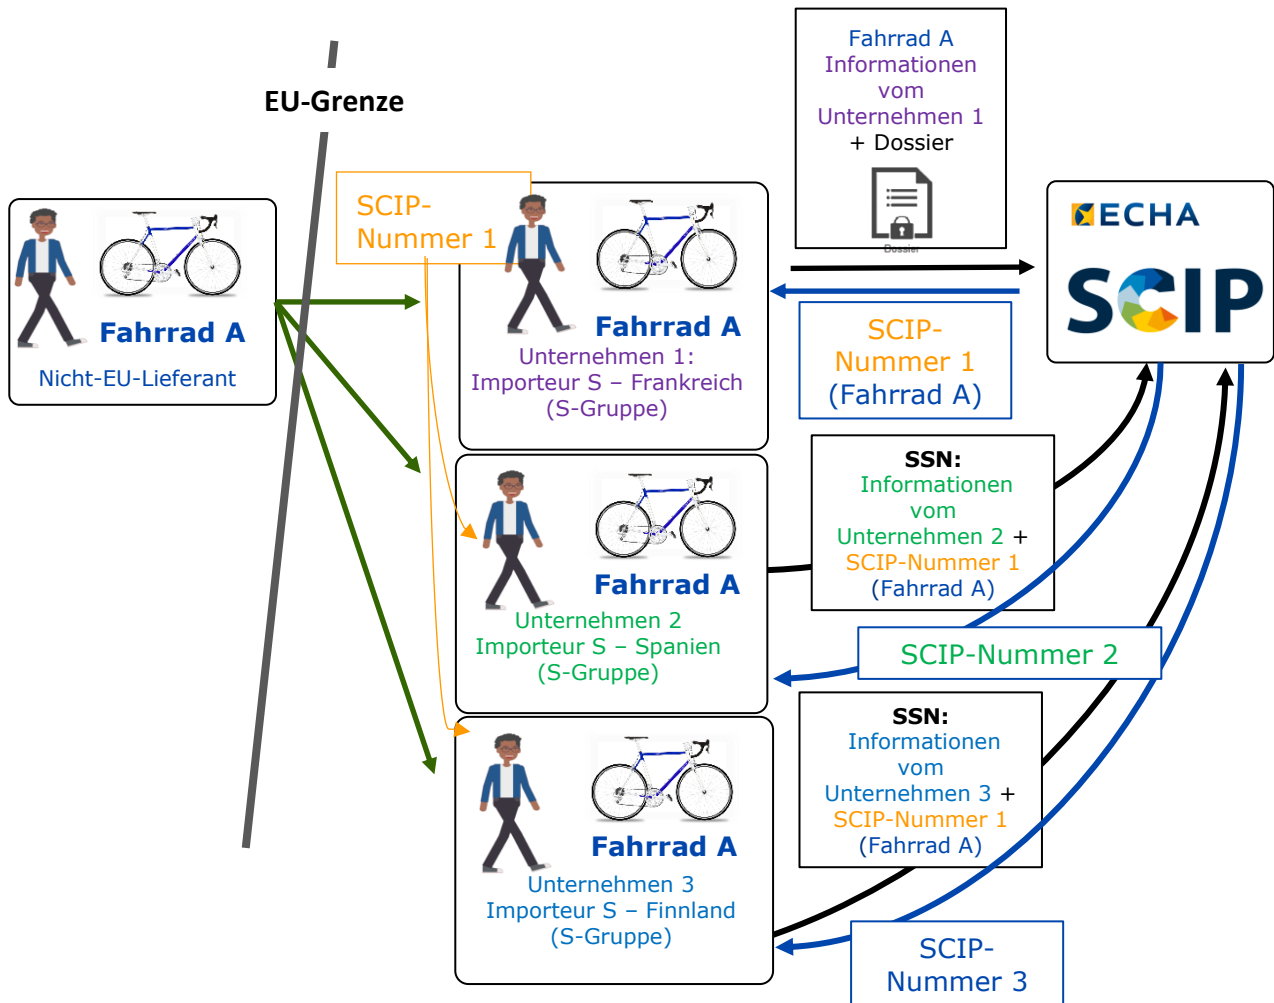 EU-Grenze
Fahrrad A
Nicht-EU-Lieferant
SCIP-
Nummer 1
Fahrrad A
Unternehmen 1:
Importeur S – Frankreich
(S-Gruppe)
Fahrrad A
Informationen
vom
Unternehmen 1
+ Dossier
Dossier
ECHA
SCIP
SCIP-
Nummer 1
(Fahrrad A)
Fahrrad A
Unternehmen 2
Importeur S – Spanien
(S-Gruppe)
SSN:
Informationen
vom
Unternehmen 2 +
SCIP-Nummer 1
(Fahrrad A)
SCIP-Nummer 2
Fahrrad A
Unternehmen 3
Importeur S – Finnland
(S-Gruppe)
SSN:
Informationen
vom
Unternehmen 3 +
SCIP-Nummer 1
(Fahrrad A)
SCIP-
Nummer 3